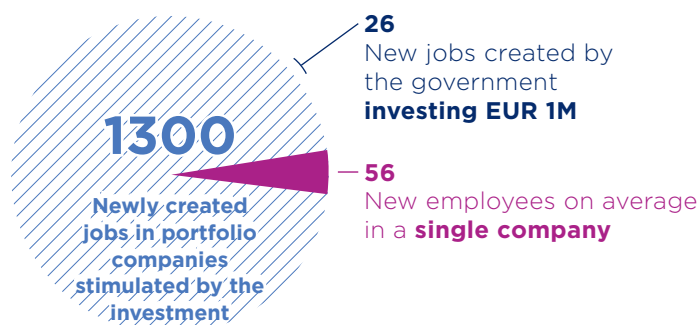 26
New jobs created by
the government
investing EUR 1M
1300
Newly created
jobs in portfolio
companies
stimulated by the
investment
56
New employees on average
in a single company